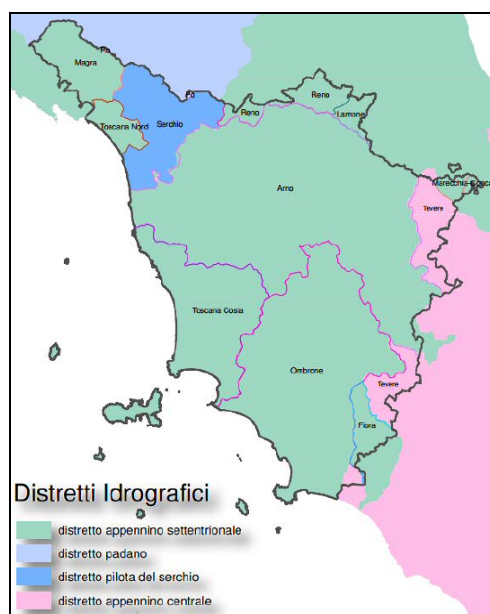 Po
Magra
Po
Serchio
Toscana Nord
Reno
Reno
Lamone
Marecchia-Conca
Arno
Tevere
Toscana Costa
Ombrone
Tevere
Fiora
Distretti Idrografici
distretto appennino settentrionale
distretto padano
distretto pilota del serchio
distretto appennino centrale